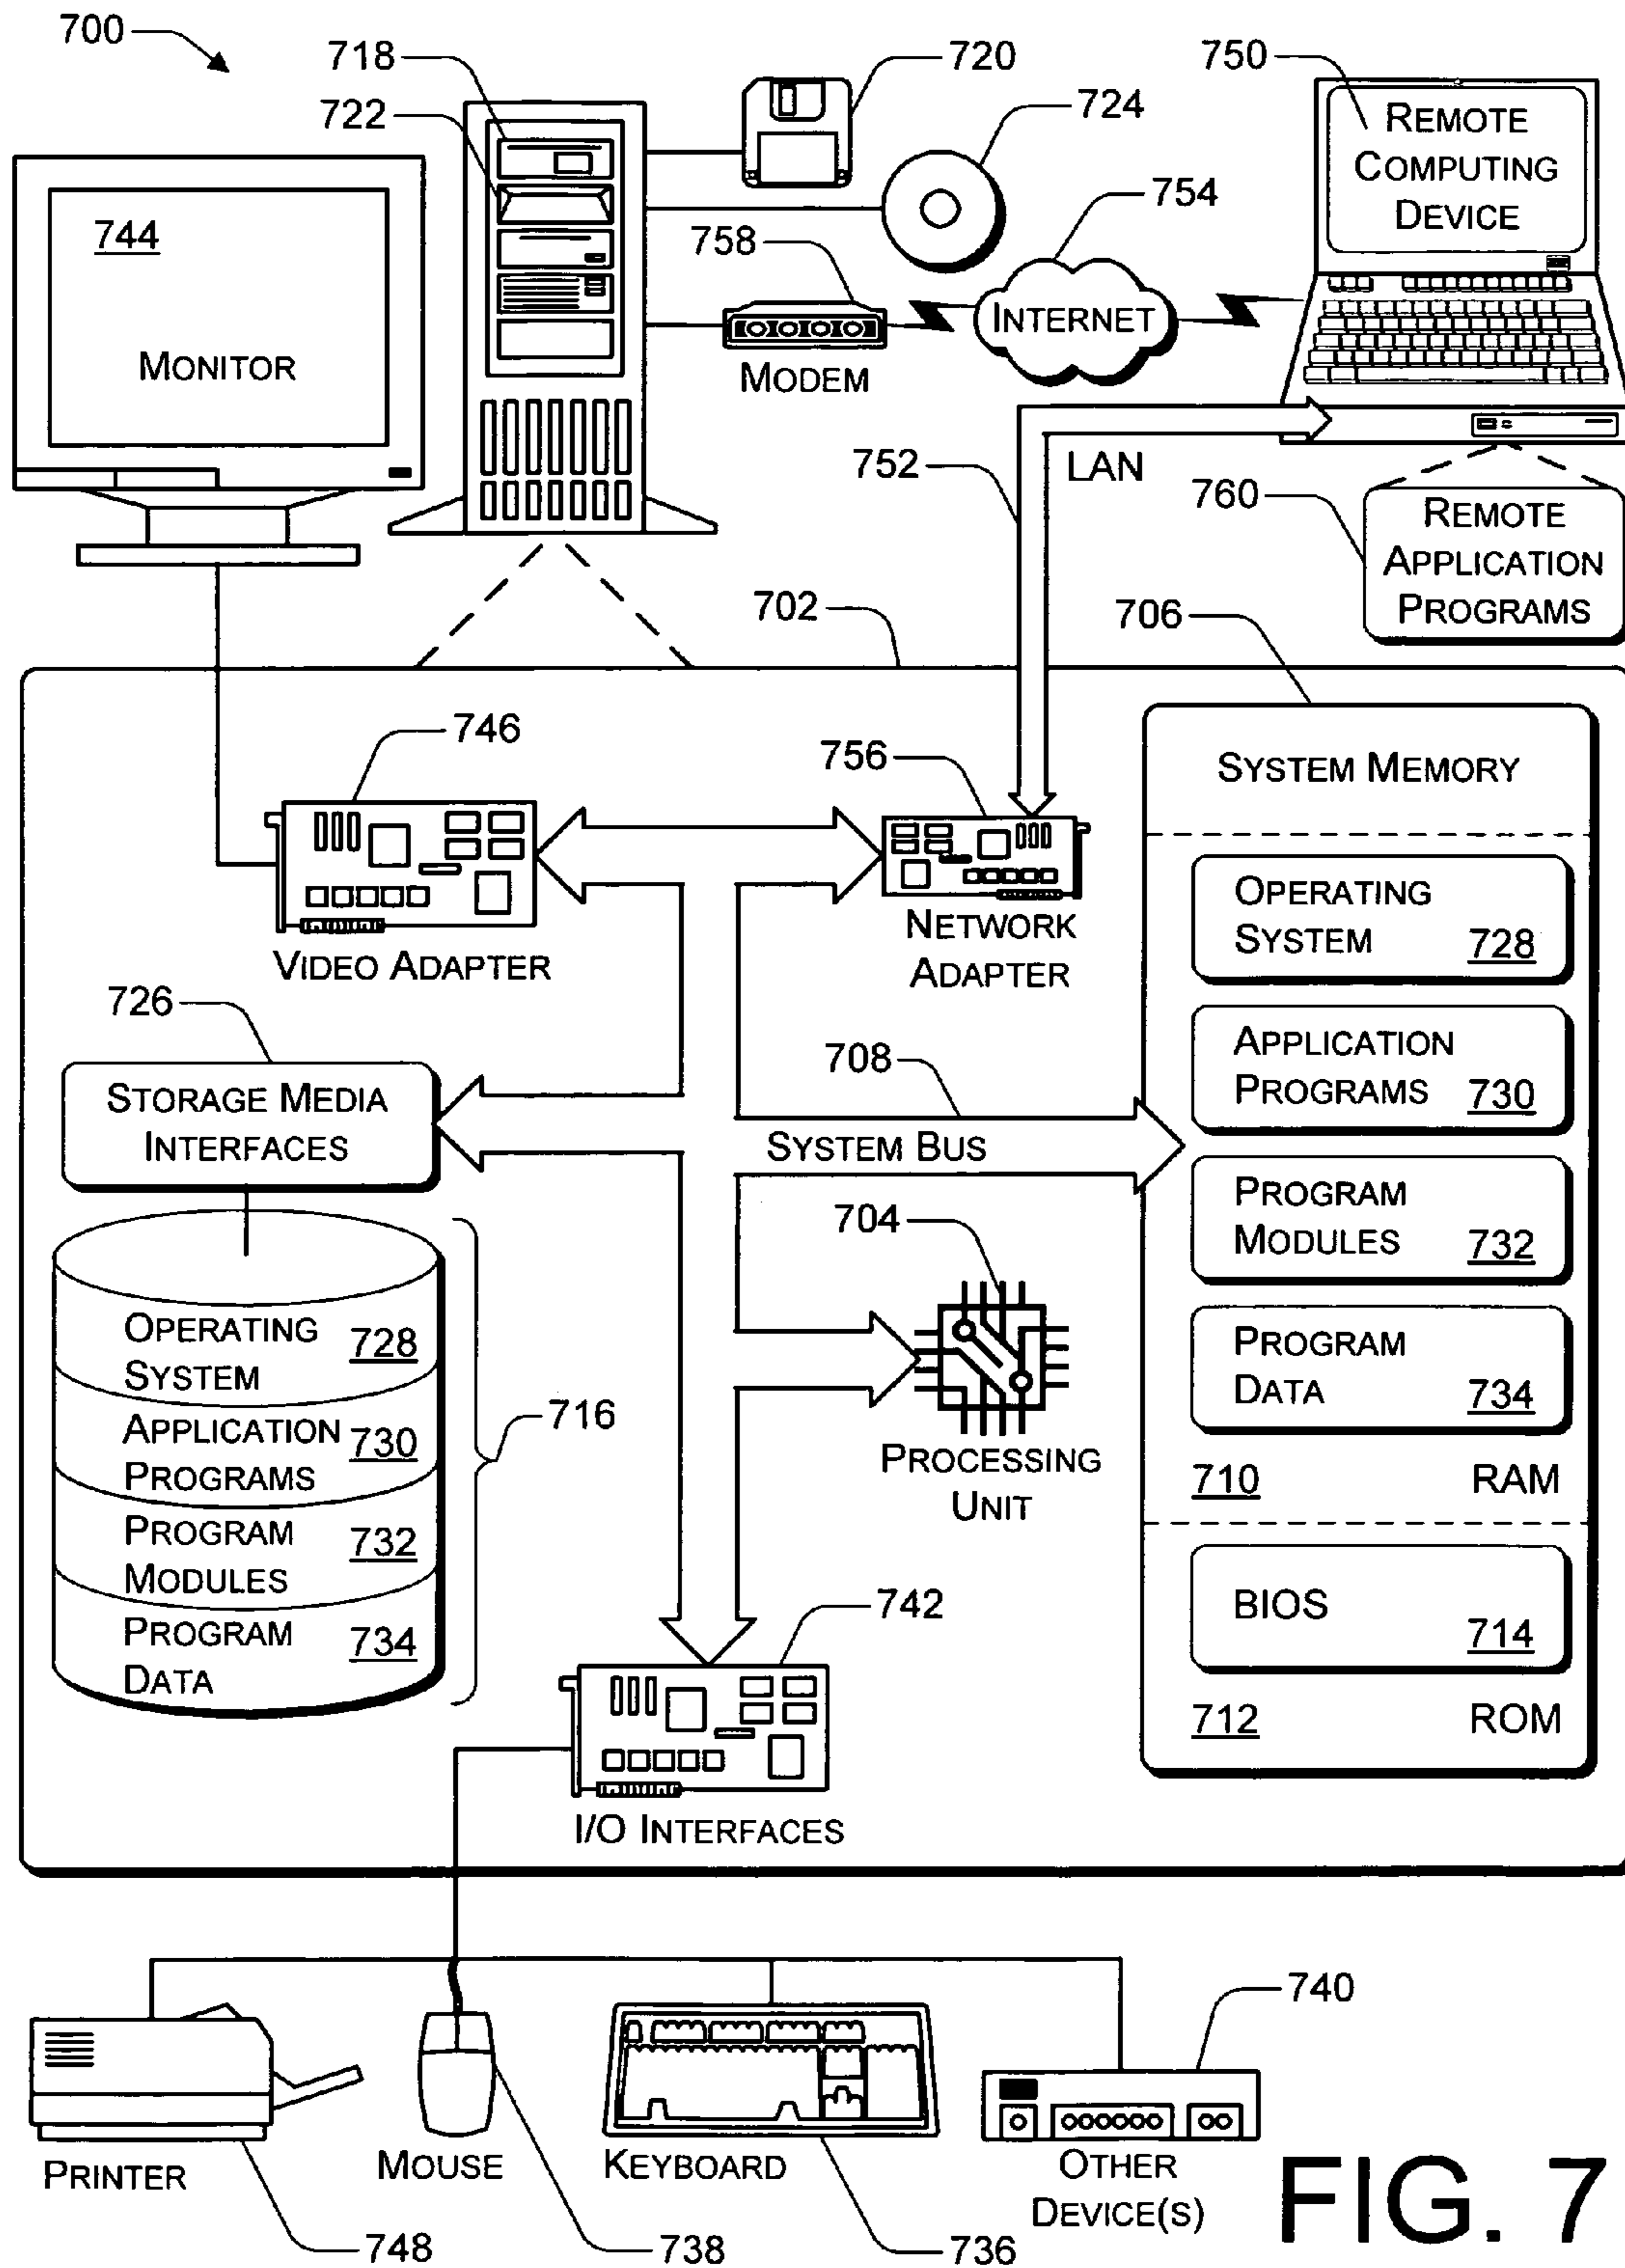 700
718
720
750
722
724
REMOTE
COMPUTING
DEVICE
754
744
758
INTERNET
MONITOR
MODEM
752
LAN
760
REMOTE
APPLICATION
PROGRAMS
702
706
746
756
SYSTEM MEMORY
OPERATING
SYSTEM 728
VIDEO ADAPTER
NETWORK
ADAPTER
726
708
APPLICATION
PROGRAMS 730
STORAGE MEDIA
INTERFACES
SYSTEM BUS
704
PROGRAM
MODULES 732
OPERATING
SYSTEM 728
PROGRAM
DATA 734
716
APPLICATION
PROGRAMS 730
PROCESSING
UNIT
710 RAM
PROGRAM
MODULES 732
742
BIOS
714
PROGRAM
DATA 734
712 ROM
I/O INTERFACES
740
PRINTER
MOUSE
KEYBOARD
OTHER
DEVICE(S)
748
738
736
FIG. 7